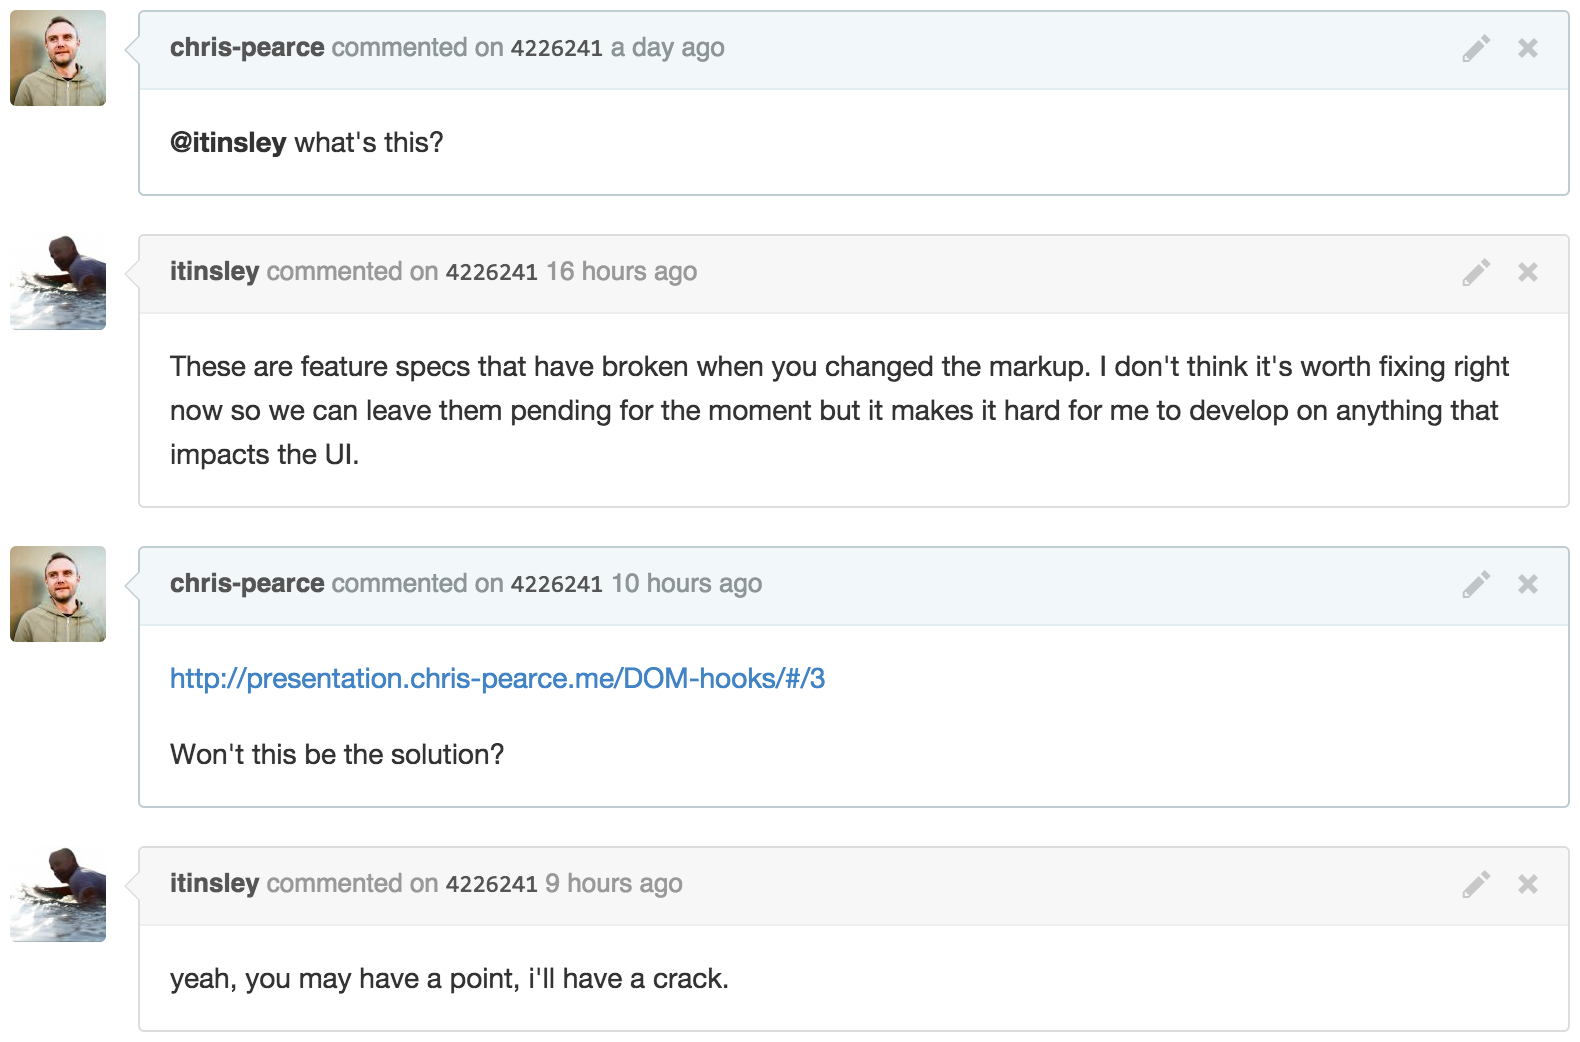 chris-pearce commented on 4226241 a day ago
@itinsley what's this?
itinsley commented on 4226241 16 hours ago
These are feature specs that have broken when you changed the markup. I don't think it's worth fixing right
now so we can leave them pending for the moment but it makes it hard for me to develop on anything that
impacts the UI.
chris-pearce commented on 4226241 10 hours ago
http://presentation.chris-pearce.me/DOM-hooks/#/3
Won't this be the solution?
itinsley commented on 4226241 9 hours ago
yeah, you may have a point, i'll have a crack.